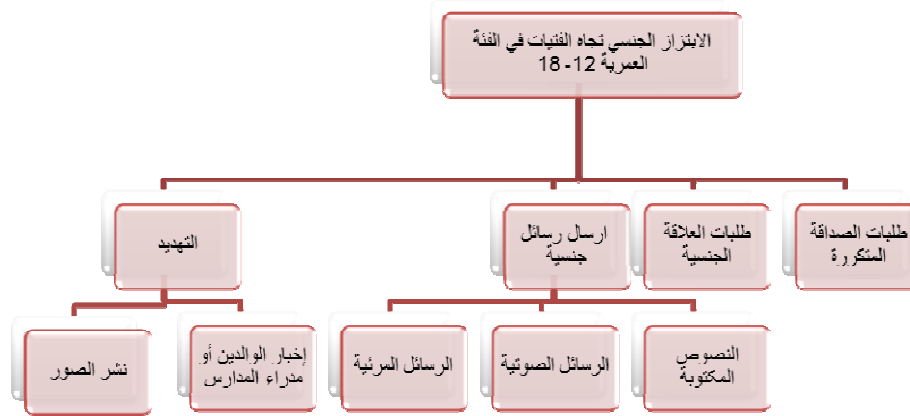 الابتزاز الجنسي تجاه الفتيات في الفئة
العمرية 12- 18
طلبات الصداقة
المتكررة
طلبات العلاقة
الجنسية
ارسال رسائل
جنسية
التهديد
النصوص
المكتوبة
الرسائل الصوتية
الرسائل المرئية
إخبار الوالدين أو
مدراء المدارس
نشر الصور